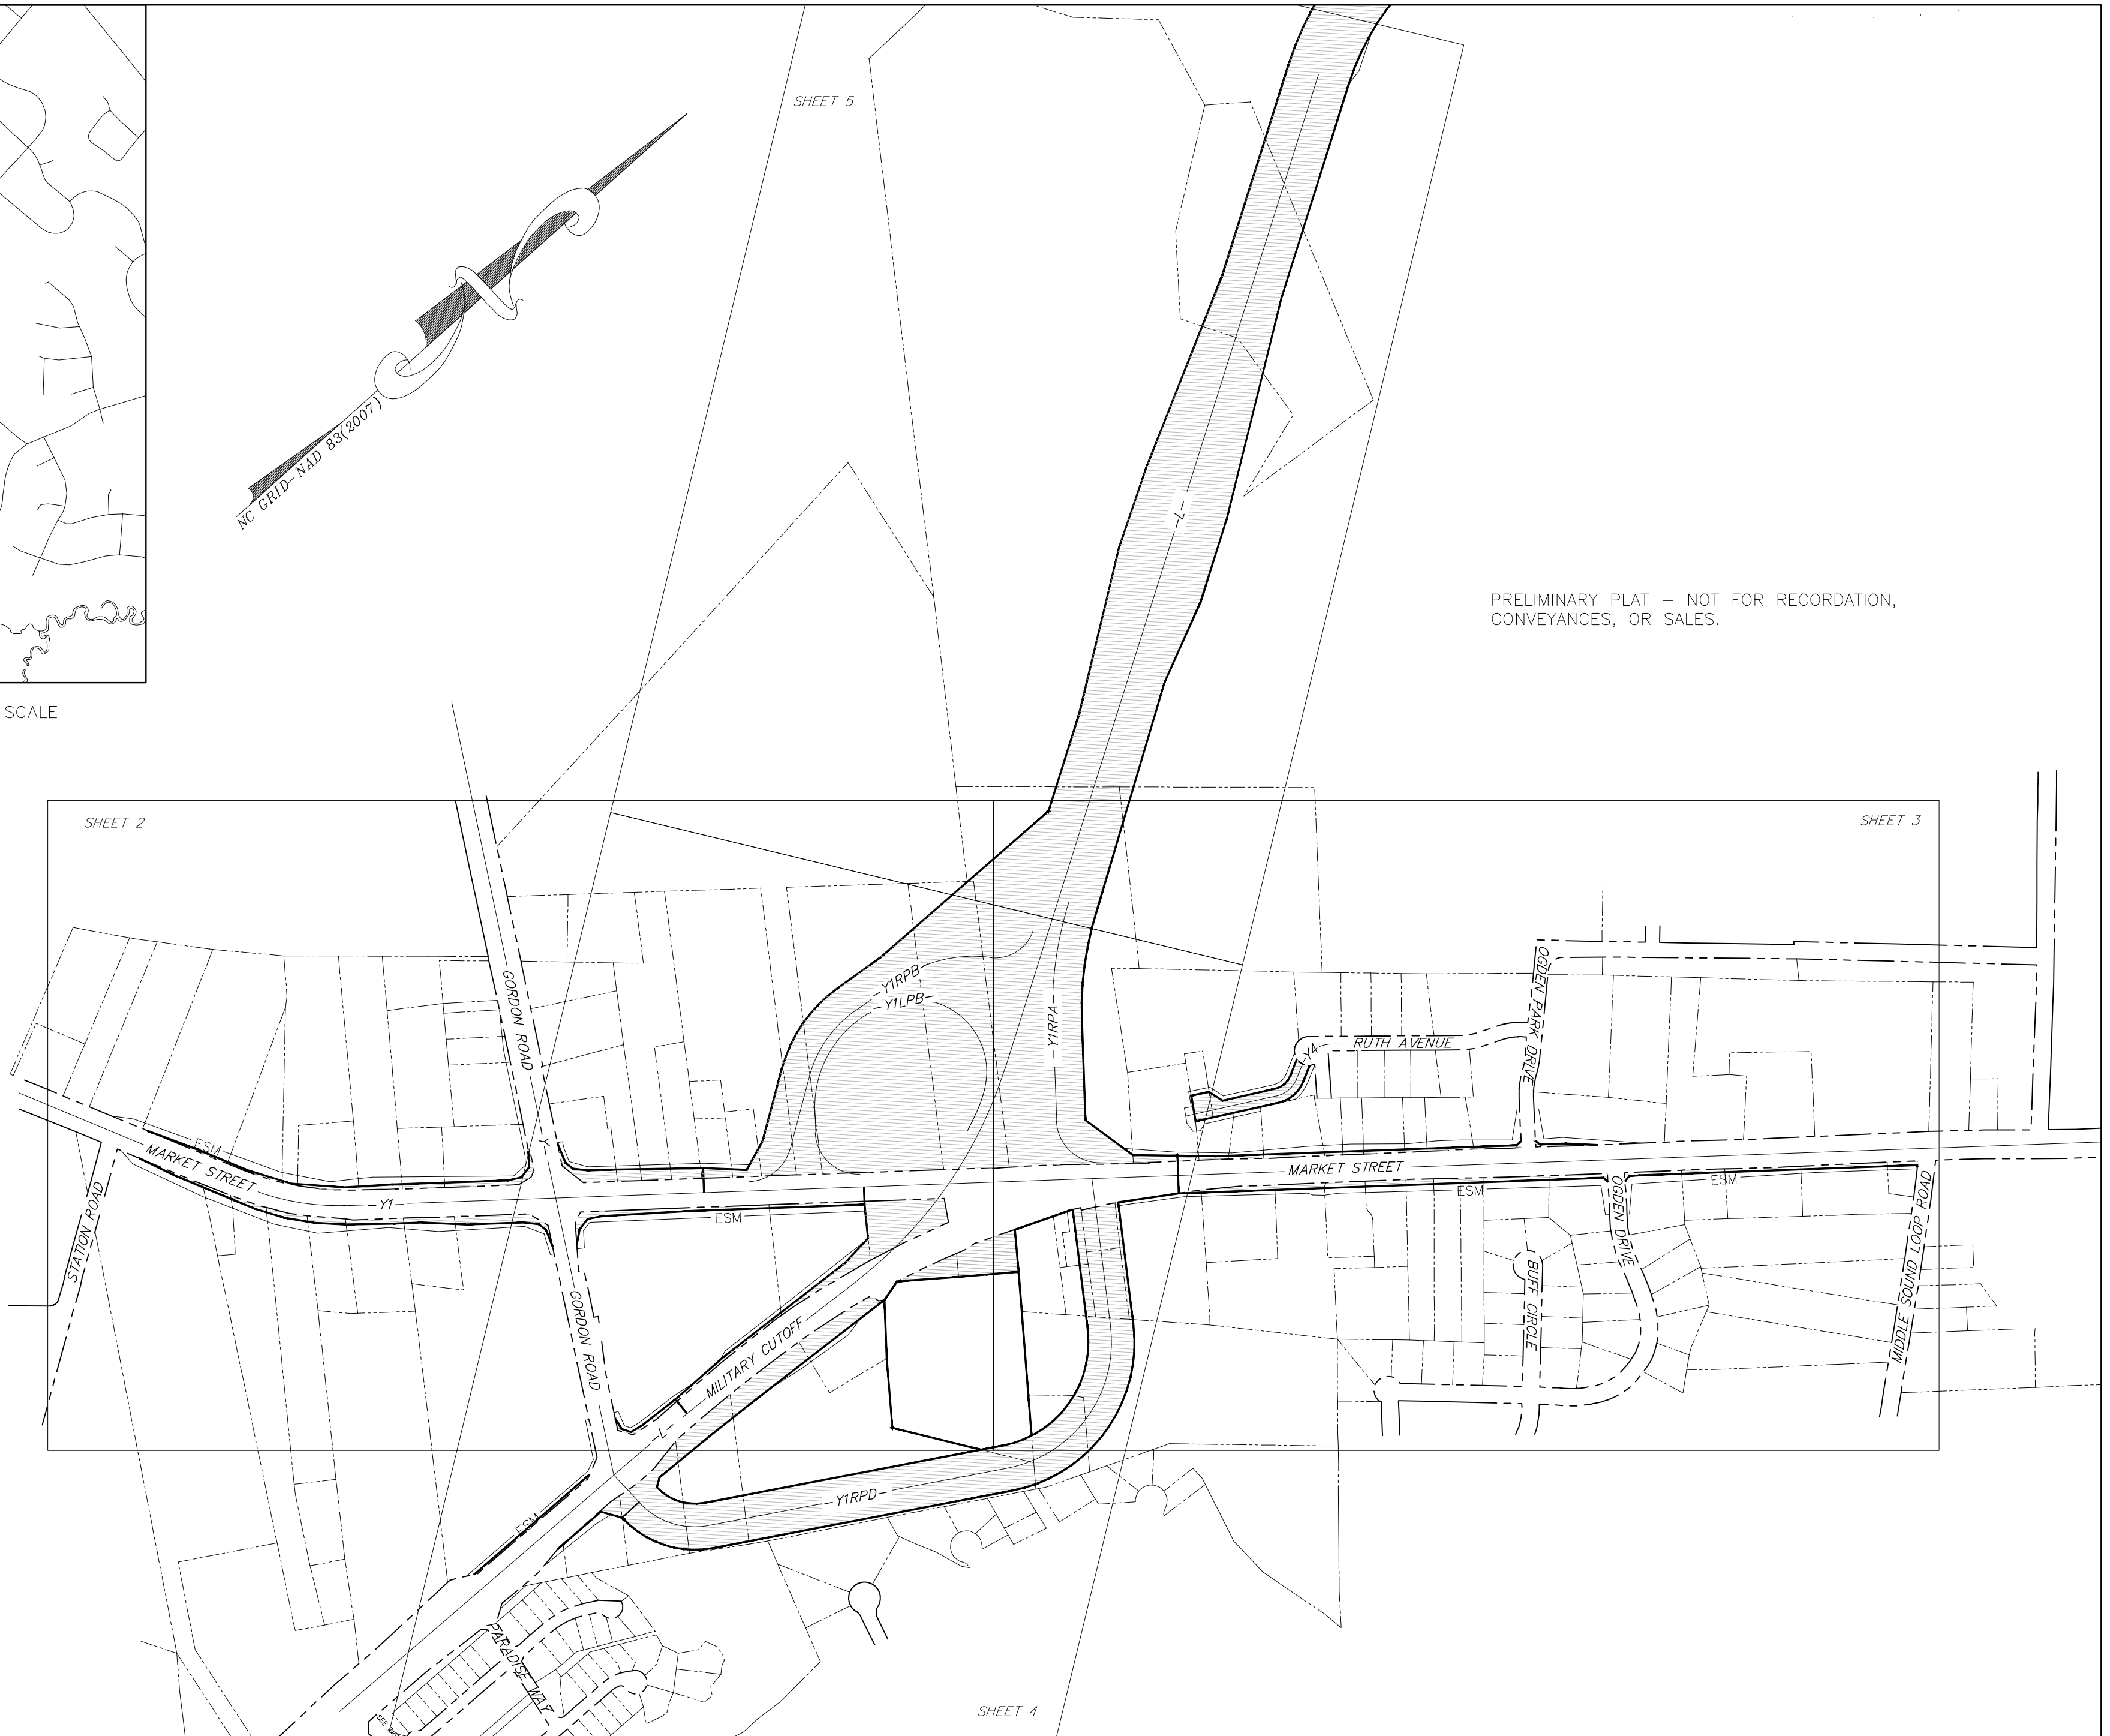 SHEET 5
NC GRID-NAD 83(2007)
-L-
PRELIMINARY PLAT – NOT FOR RECORDATION,
CONVEYANCES, OR SALES.
SCALE
SHEET 2
SHEET 3
GORDON ROAD
Y1RPB
-Y1LPB-
-Y1RPA-
OGDEN PARK DRIVE
RUTH AVENUE
-Y4
ESM
MARKET STREET
Y1-
Y
MARKET STREET
ESM
ESM
ESM
STATION ROAD
OGDEN DRIVE
MIDDLE SOUND LOOP ROAD
BUFF CIRCLE
GORDON ROAD
MILITARY CUTOFF
L
-Y1RPD-
ESM
PARADISE WAY
SHEET 4